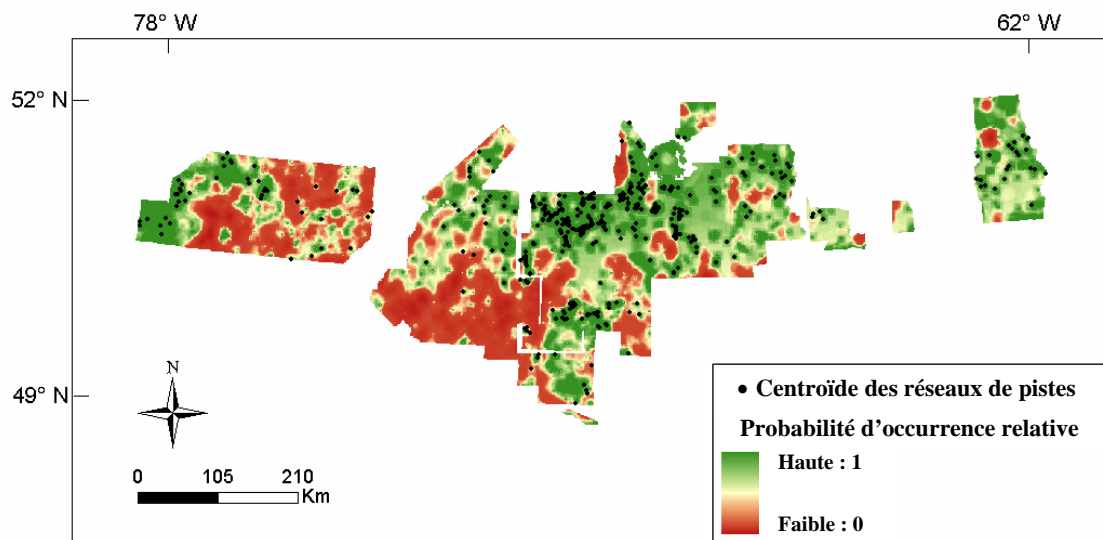 78° W
62° W
52° N
49° N
N
0 105 210
Km
• Centroïde des réseaux de pistes
Probabilité d'occurrence relative
Haute : 1
Faible : 0